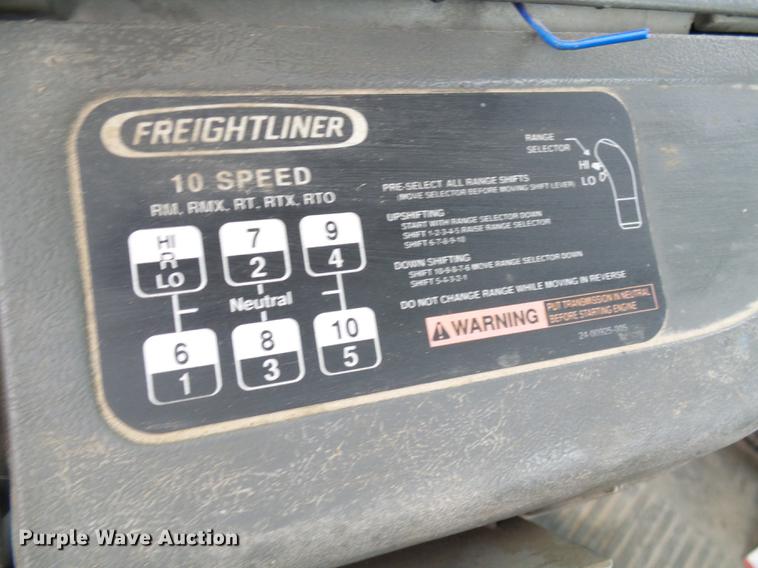 FREIGHTLINER
10 SPEED
RM, RMX, RT, RTX, RTO
HI
R
LO
7
2
9
4
Neutral
6
1
8
3
10
5
RANGE
SELECTOR
HI
LO
PRE-SELECT ALL RANGE SHIFTS
(MOVE SELECTOR BEFORE MOVING SHIFT LEVER)
UPSHIFTING
START WITH RANGE SELECTOR DOWN
SHIFT 1-2-3-4-5 RAISE RANGE SELECTOR
SHIFT 6-7-8-9-10
DOWN SHIFTING
SHIFT 10-9-8-7-6 MOVE RANGE SELECTOR DOWN
SHIFT 5-4-3-2-1
DO NOT CHANGE RANGE WHILE MOVING IN REVERSE
WARNING
PUT TRANSMISSION IN NEUTRAL
BEFORE STARTING ENGINE
24-00925-005
Purple Wave Auction